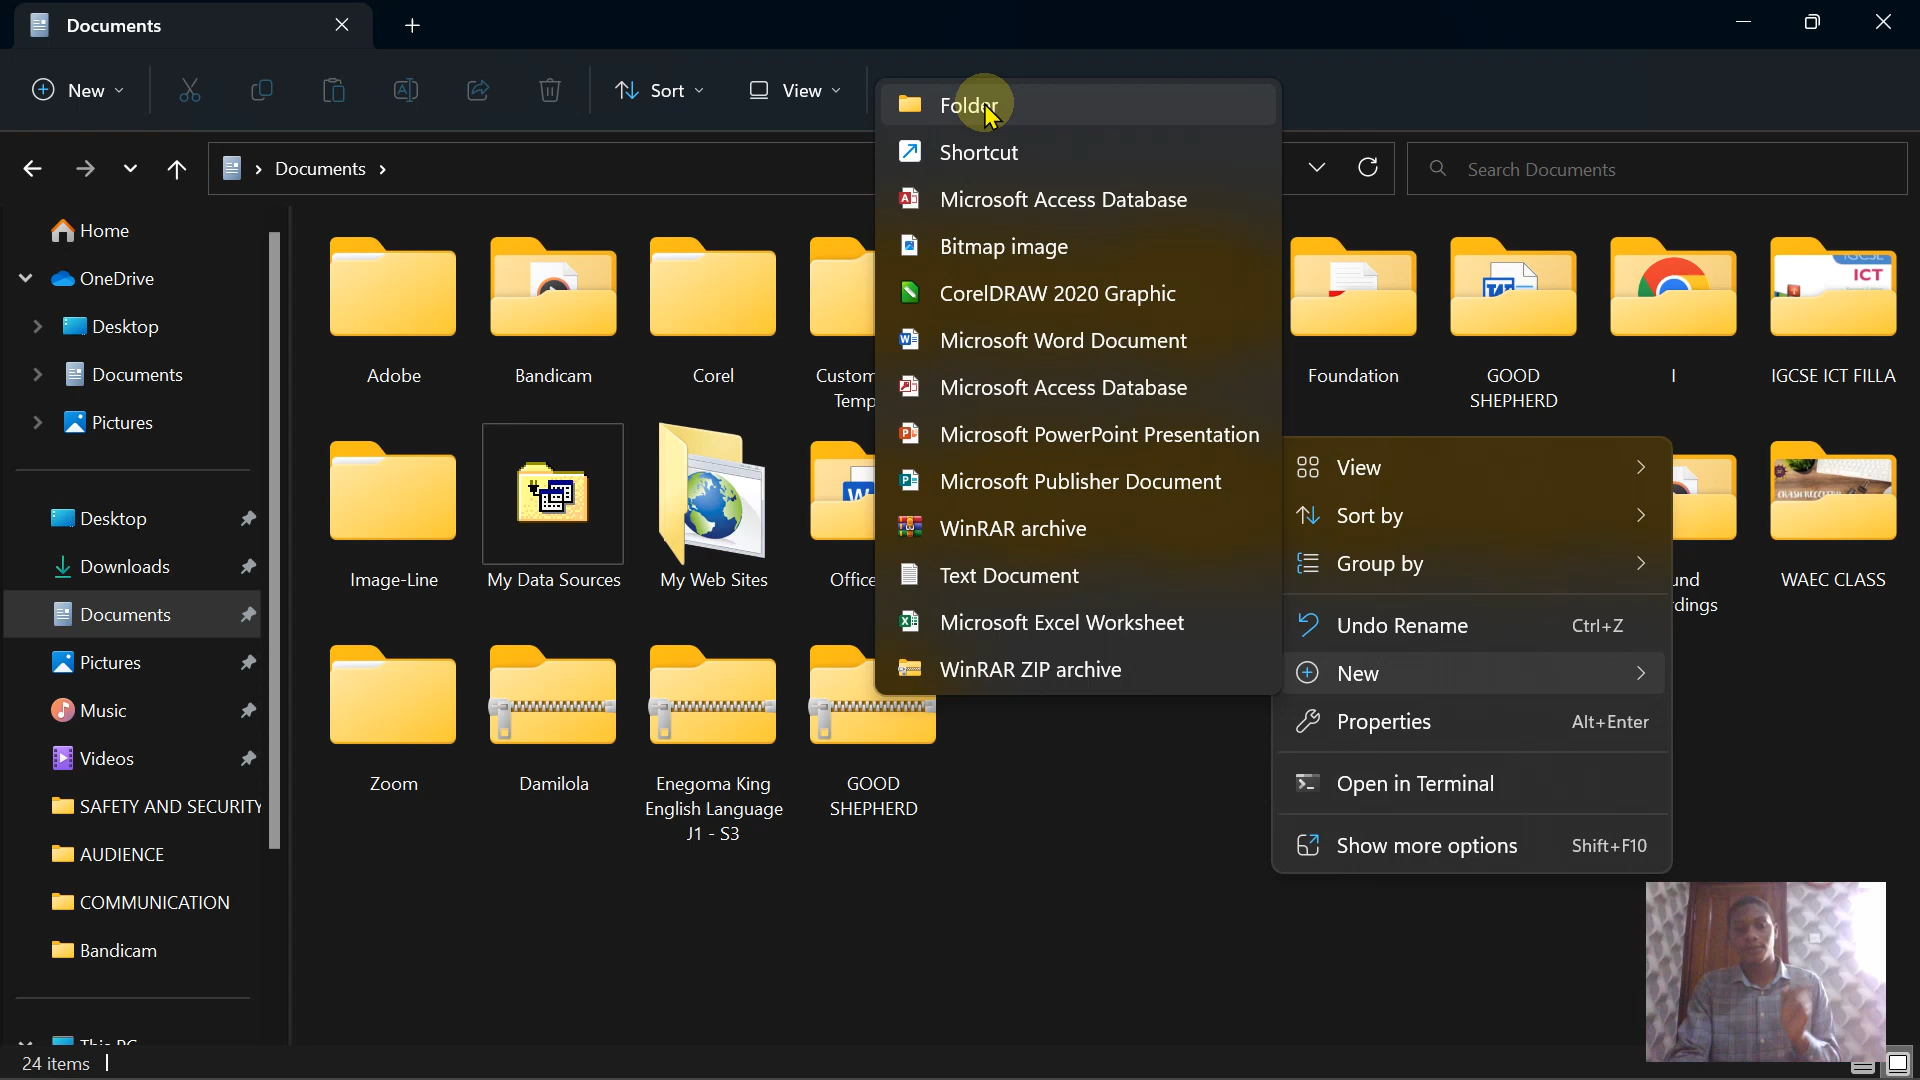 Documents
New
Sort
View
Documents
Search Documents
Home
OneDrive
Desktop
Documents
Pictures
Desktop
Downloads
Documents
Pictures
Music
Videos
SAFETY AND SECURITY
AUDIENCE
COMMUNICATION
Bandicam
This PC
24 items
Adobe
Bandicam
Corel
Custom
Temp
Foundation
GOOD
SHEPHERD
I
IGCSE ICT FILLA
ICT
Image-Line
My Data Sources
My Web Sites
Office
und
dings
WAEC CLASS
Zoom
Damilola
Enegoma King
English Language
J1 - S3
GOOD
SHEPHERD
Folder
Shortcut
Microsoft Access Database
Bitmap image
CorelDRAW 2020 Graphic
Microsoft Word Document
Microsoft Access Database
Microsoft PowerPoint Presentation
Microsoft Publisher Document
WinRAR archive
Text Document
Microsoft Excel Worksheet
WinRAR ZIP archive
View
Sort by
Group by
Undo Rename Ctrl+Z
New
Properties Alt+Enter
Open in Terminal
Show more options Shift+F10